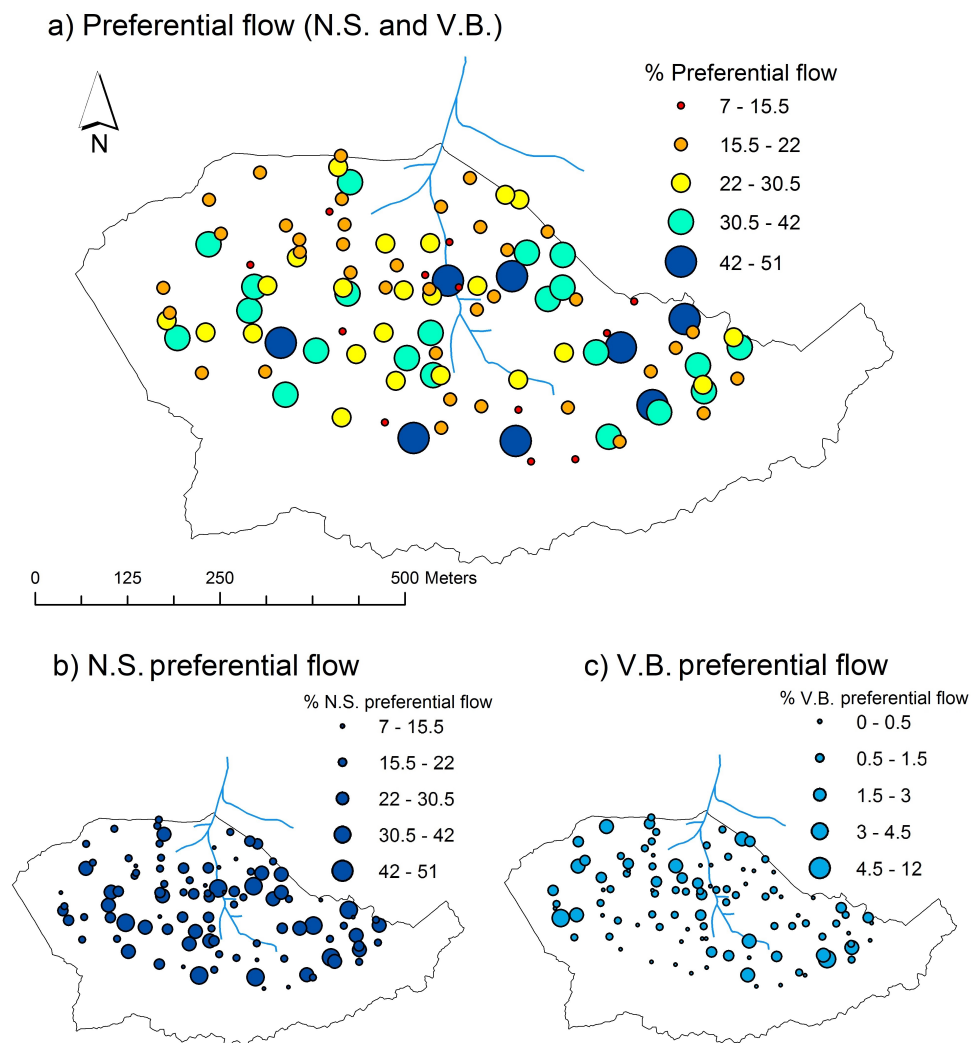 a) Preferential flow (N.S. and V.B.)
N
% Preferential flow
7 - 15.5
15.5 - 22
22 - 30.5
30.5 - 42
42 - 51
0 125 250 500 Meters
b) N.S. preferential flow
% N.S. preferential flow
7 - 15.5
15.5 - 22
22 - 30.5
30.5 - 42
42 - 51
c) V.B. preferential flow
% V.B. preferential flow
0 - 0.5
0.5 - 1.5
1.5 - 3
3 - 4.5
4.5 - 12